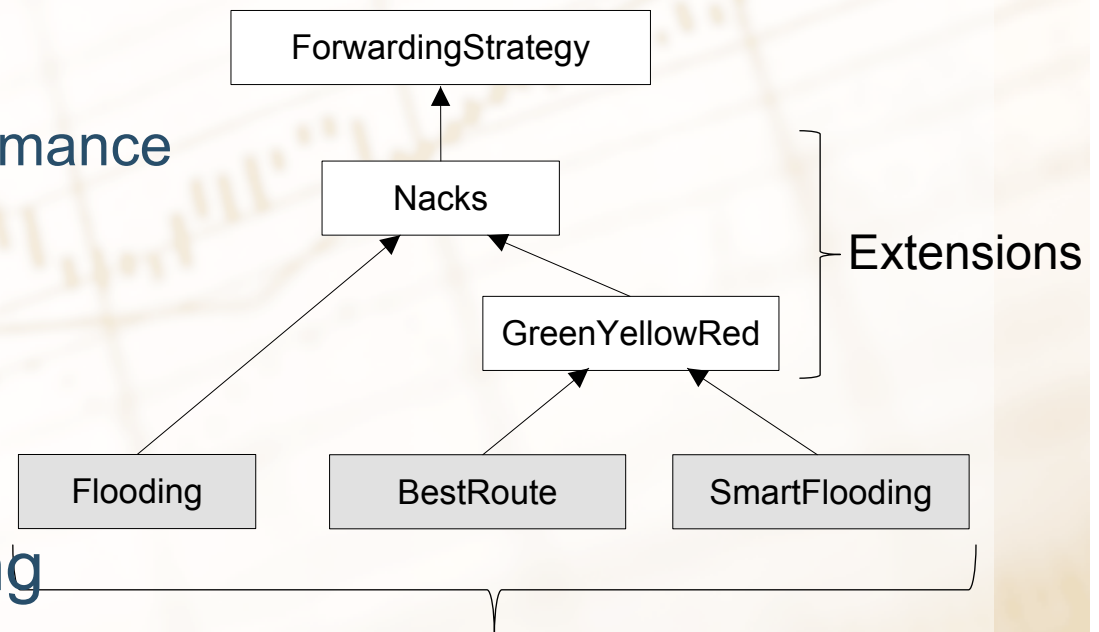 ForwardingStrategy
mance
Nacks
Extensions
GreenYellowRed
Flooding
BestRoute
SmartFlooding
g